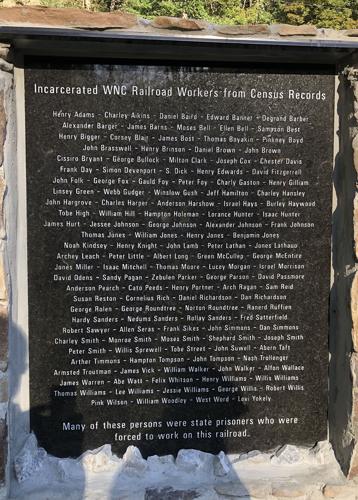 Incarcerated WNC Railroad Workers from Census Records
Henry Adams - Charley Aikins - Daniel Baird - Edward Banner - Degrand Barber
Alexander Barger - James Barns - Moses Bell - Ellen Bell - Sampson Best
Henry Bigger - Corsey Blait - James Bost - Thomas Boyakin - Pinkney Boyd
John Brasswell - Henry Brinson - Daniel Brown - John Brown
Cissiro Bryant - George Bullock - Milton Clark - Joseph Cox - Chester Davis
Frank Day - Simon Devenport - S. Dick - Henry Edwards - David Fizgerrall
John Folk - George Fox - Gauld Foy - Peter Foy - Charly Gaston - Henry Gilliam
Linsey Green - Webb Gudger - Winslow Gush - Jeff Hamilton - Charley Hansley
John Hargrove - Charles Harper - Anderson Harshow - Israel Hays - Burley Haywood
Tobe High - William Hill - Hampton Holeman - Lorance Hunter - Isaac Hunter
James Hurt - Jessee Johnson - George Johnson - Alexander Johnson - Frank Johnson
Thomas Jones - William Jones - Henry Jones - Benjamin Jones
Noah Kindsey - Henry Knight - John Lamb - Peter Lathan - Jones Lathaup
Archey Leach - Peter Little - Albert Long - Green McCulley - George McEntire
Jones Miller - Isaac Mitchell - Thomas Moore - Lucey Morgan - Israel Morrison
David Odens - Sandy Pagan - Zebulen Parker - George Parson - David Passmore
Anderson Pearch - Cato Peeds - Henry Portner - Arch Ragan - Sam Reid
Susan Reston - Cornelius Rich - Daniel Richardson - Dan Richardson
George Rolen - George Roundtree - Norton Roundtree - Ranerd Rufflen
Hardy Sanders - Nedums Sanders - Rollay Sanders - Fred Satterfield
Robert Sawyer - Allen Seras - Frank Sikes - John Simmons - Dan Simmons
Charley Smith - Monroe Smith - Moses Smith - Shephard Smith - Joseph Smith
Peter Smith - Willis Sprewell - Tobe Street - John Suwell - Abern Taft
Arther Timmons - Hampton Tompson - John Tompson - Nash Trollenger
Armsted Troutman - James Vick - William Walker - John Walker - Alfon Wallace
James Warren - Abe Watt - Felix Whitson - Henry Williams - Willis Williams
Thomas Williams - Lee Williams - Jessie Williams - George Willis - Robert Willis
Pink Wilson - William Woodley - West Word - Levi Yokely
Many of these persons were state prisoners who were
forced to work on this railroad..